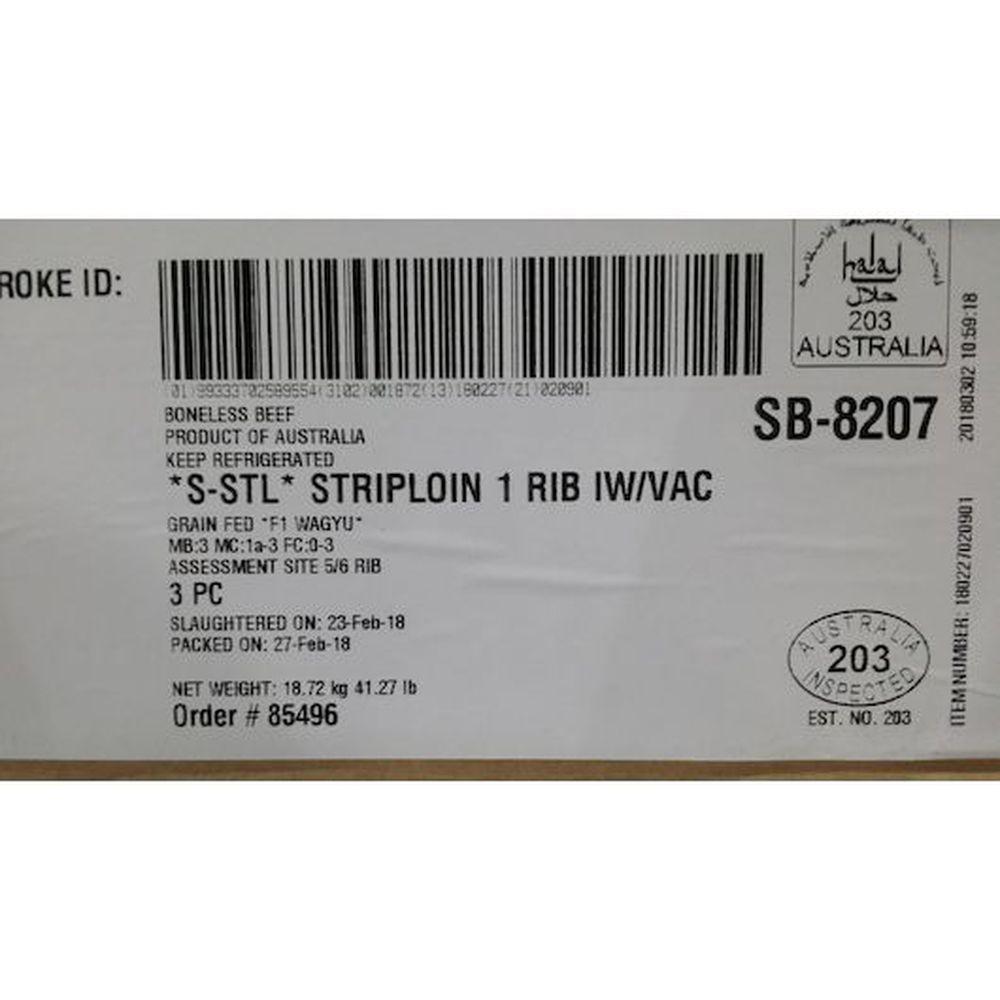 ROKE ID:
(01)99333702589554(3102)001872(13)180227(21)020901
BONELESS BEEF
PRODUCT OF AUSTRALIA
KEEP REFRIGERATED
*S-STL* STRIPLOIN 1 RIB IW/VAC
GRAIN FED *F1 WAGYU*
MB:3 MC:1a-3 FC:0-3
ASSESSMENT SITE 5/6 RIB
3 PC
SLAUGHTERED ON: 23-Feb-18
PACKED ON: 27-Feb-18
NET WEIGHT: 18.72 kg 41.27 lb
Order # 85496
halal
حلال
203
AUSTRALIA
SB-8207
AUSTRALIA
203
INSPECTED
EST. NO. 203
20180302 10:59:18
ITEM NUMBER: 180227020901